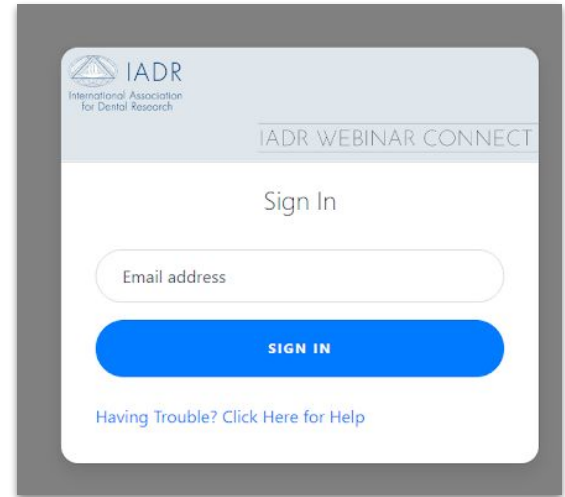 IADR
International Association
for Dental Research
IADR WEBINAR CONNECT
Sign In
Email address
SIGN IN
Having Trouble? Click Here for Help